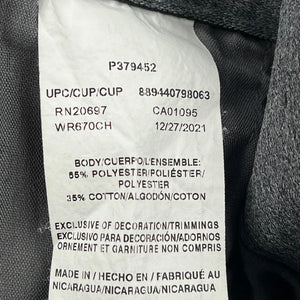 P379452
UPC/CUP/CUP 889440798063
RN20697 CA01095
WR670CH 12/27/2021
BODY/CUERPO/L'ENSEMBLE:
65% POLYESTER/POLIÉSTER/
POLYESTER
35% COTTON/ALGODÓN/COTON
EXCLUSIVE OF DECORATION/TRIMMINGS
EXCLUSIVO PARA DECORACIÓN/ADORNOS
ORNEMENT ET GARNITURE NON COMPRIS
MADE IN / HECHO EN / FABRIQUÉ AU
NICARAGUA/NICARAGUA/NICARAGUA